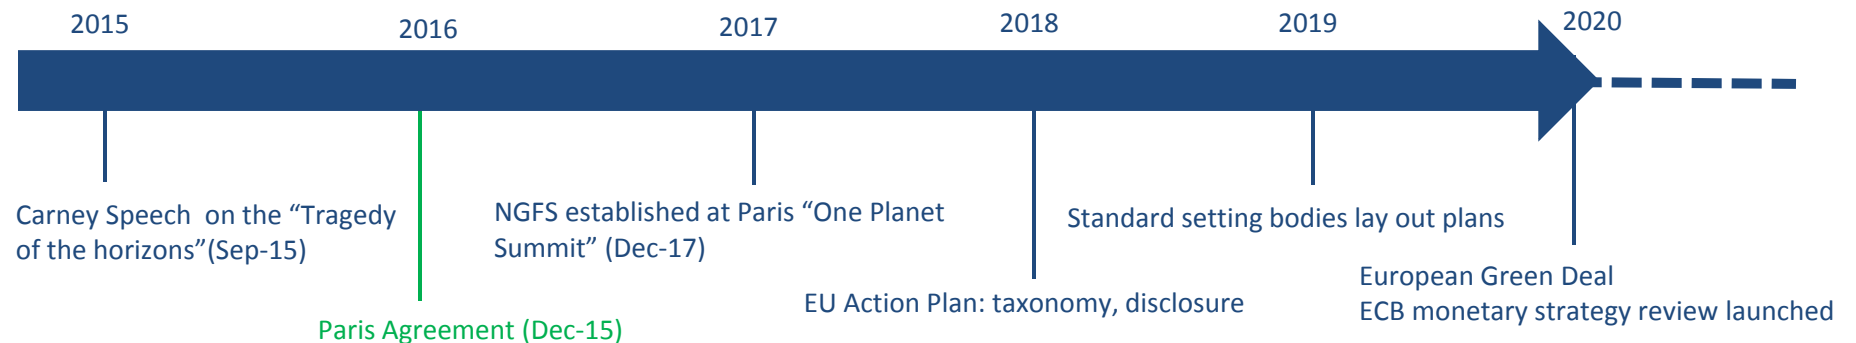 2015
2016
2017
2018
2019
2020
Carney Speech  on the “Tragedy
of the horizons”(Sep-15)
Paris Agreement (Dec-15)
NGFS established at Paris “One Planet
Summit” (Dec-17)
EU Action Plan: taxonomy, disclosure
Standard setting bodies lay out plans
European Green Deal
ECB monetary strategy review launched